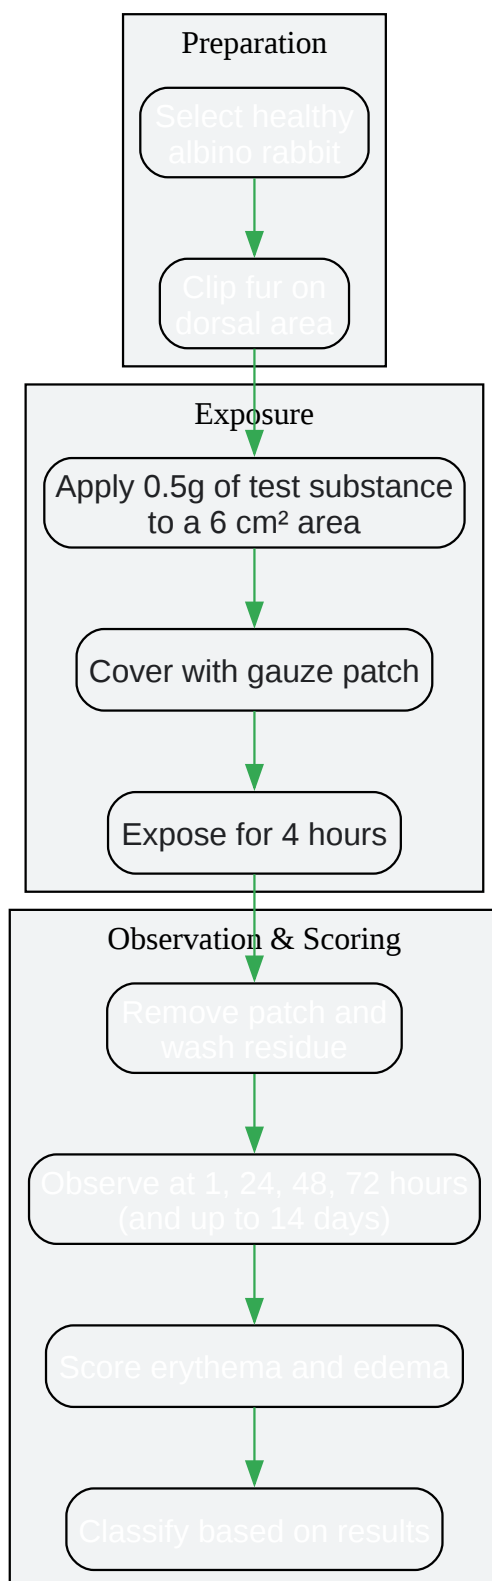 Preparation
Select healthy
albino rabbit
Clip fur on
dorsal area
Exposure
Apply 0.5g of test substance
to a 6 cm² area
Cover with gauze patch
Expose for 4 hours
Observation & Scoring
Remove patch and
wash residue
Observe at 1, 24, 48, 72 hours
(and up to 14 days)
Score erythema and edema
Classify based on results